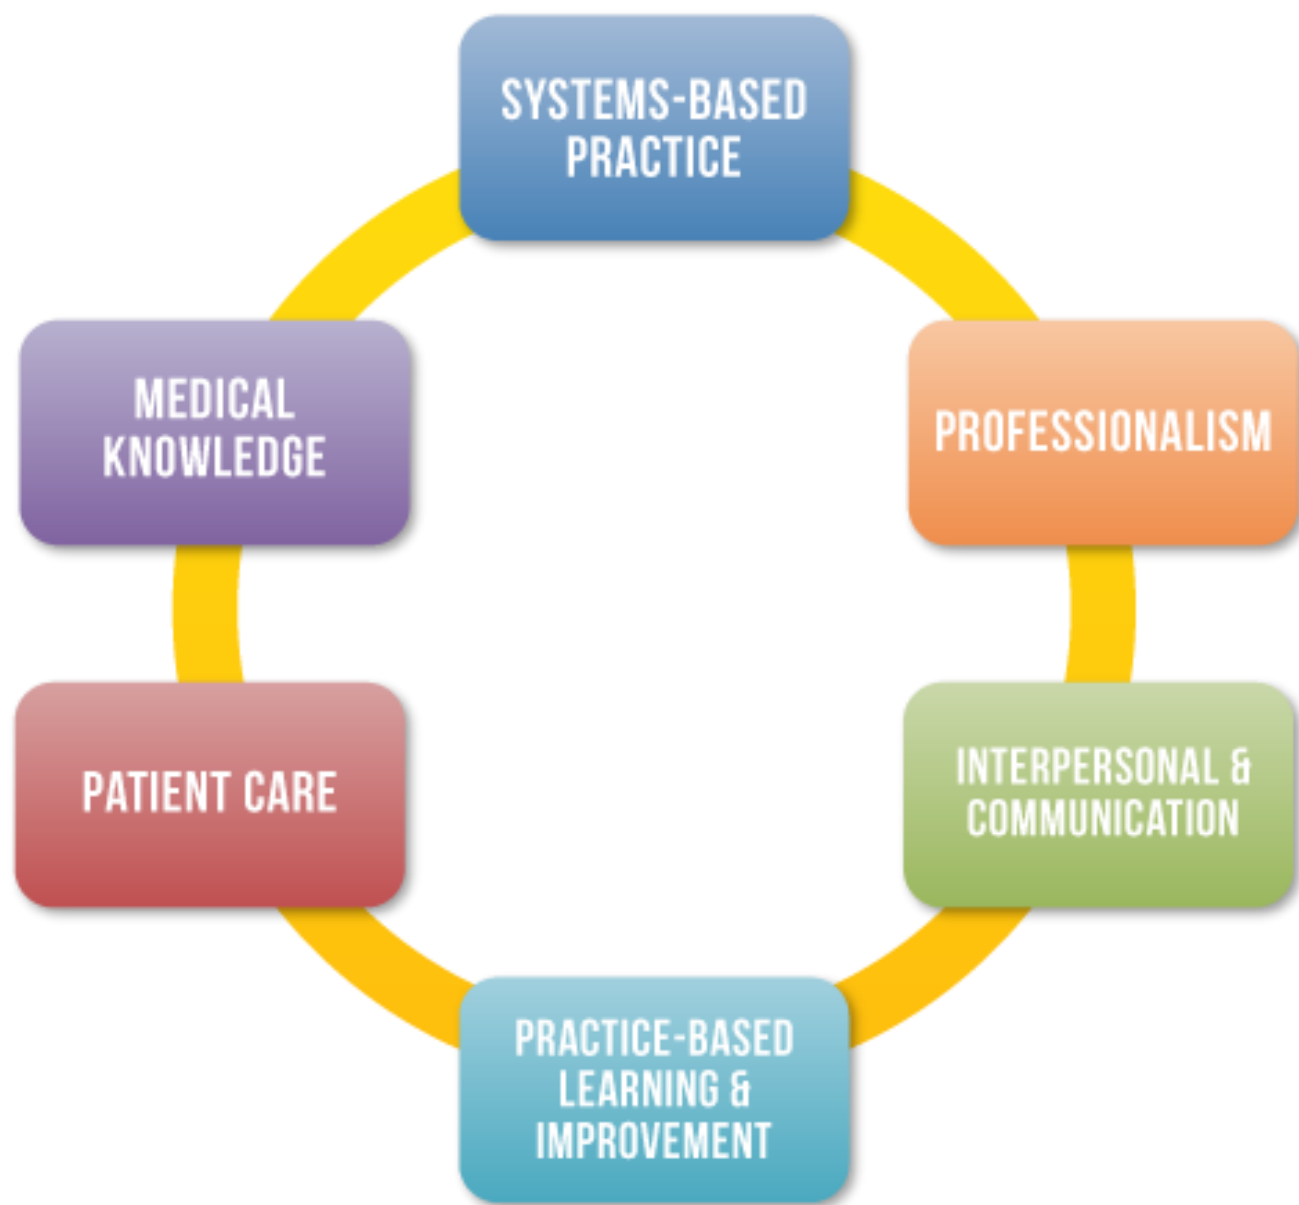 SYSTEMS-BASED
PRACTICE
MEDICAL
KNOWLEDGE
PROFESSIONALISM
PATIENT CARE
INTERPERSONAL &
COMMUNICATION
PRACTICE-BASED
LEARNING &
IMPROVEMENT